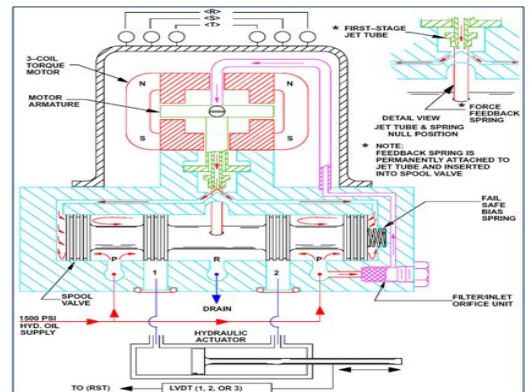 <R>
<S>
<T>
* FIRST–STAGE
JET TUBE
3–COIL
TORQUE
MOTOR
N
N
MOTOR
ARMATURE
S
S
* FORCE
FEEDBACK
SPRING
DETAIL VIEW
JET TUBE & SPRING
NULL POSITION
* NOTE:
FEEDBACK SPRING IS
PERMANENTLY ATTACHED TO
JET TUBE AND INSERTED
INTO SPOOL VALVE
FAIL
SAFE
BIAS
SPRING
P
P
1
R
2
SPOOL
VALVE
DRAIN
FILTER/INLET
ORIFICE UNIT
1500 PSI
HYD. OIL
SUPPLY
HYDRAULIC
ACTUATOR
TO (RST)
LVDT (1, 2, OR 3)